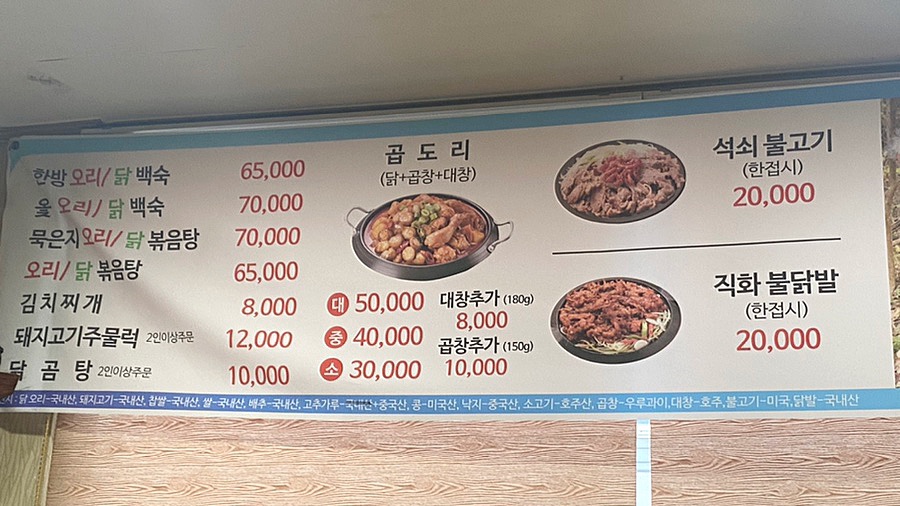 한방 오리/ 닭 백숙 65,000
옻 오리/ 닭 백숙 70,000
묵은지오리/ 닭 볶음탕 70,000
오리/ 닭 볶음탕 65,000
김치찌개 8,000
돼지고기주물럭 2인이상주문 12,000
닭 곰 탕 2인이상주문 10,000
곱 도 리
(닭+곱창+대창)
대 50,000
중 40,000
소 30,000
대창추가 (180g)
8,000
곱창추가 (150g)
10,000
석쇠 불고기
(한접시)
20,000
직화 불닭발
(한접시)
20,000
: 닭 오리-국내산, 돼지고기-국내산, 찹쌀-국내산, 쌀-국내산, 배추-국내산, 고추가루-국내산+중국산, 콩-미국산, 낙지-중국산, 소고기-호주산, 곱창-우루과이,대창-호주,불고기-미국,닭발-국내산